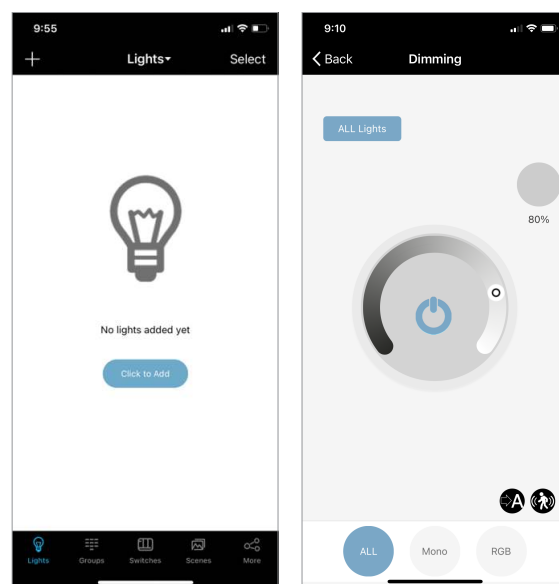 9:55
Lights
Select
No lights added yet
Click to Add
Lights
Groups
Switches
Scenes
More
9:10
Back
Dimming
ALL Lights
80%
A
ALL
Mono
RGB